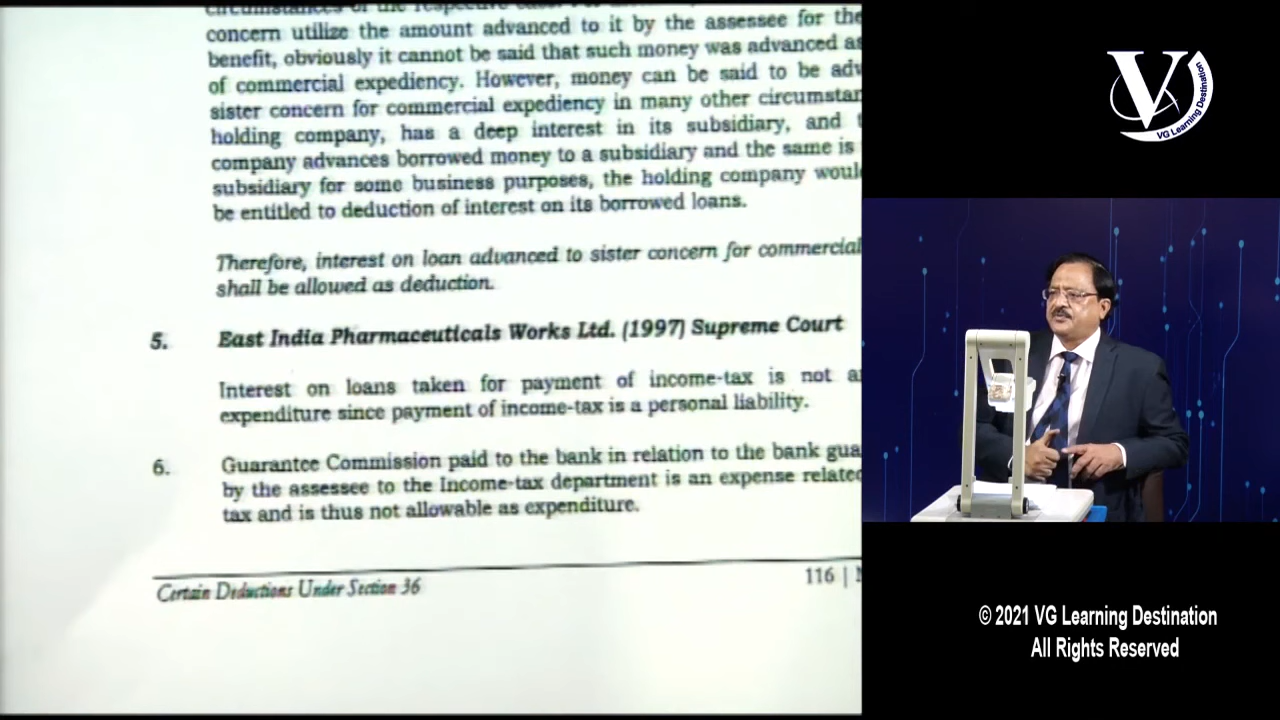 circumstances of the respective case.
concern utilize the amount advanced to it by the assessee for the
benefit, obviously it cannot be said that such money was advanced as
of commercial expediency. However, money can be said to be adv
sister concern for commercial expediency in many other circumstan
holding company, has a deep interest in its subsidiary, and
company advances borrowed money to a subsidiary and the same is
subsidiary for some business purposes, the holding company woul
be entitled to deduction of interest on its borrowed loans.
Therefore, interest on loan advanced to sister concern for commercial
shall be allowed as deduction.
5. East India Pharmaceuticals Works Ltd. (1997) Supreme Court
Interest on loans taken for payment of income-tax is not a
expenditure since payment of income-tax is a personal liability.
6. Guarantee Commission paid to the bank in relation to the bank gua
by the assessee to the Income-tax department is an expense related
tax and is thus not allowable as expenditure.
Certain Deductions Under Section 36
116 |
V
VG Learning Destination
© 2021 VG Learning Destination
All Rights Reserved